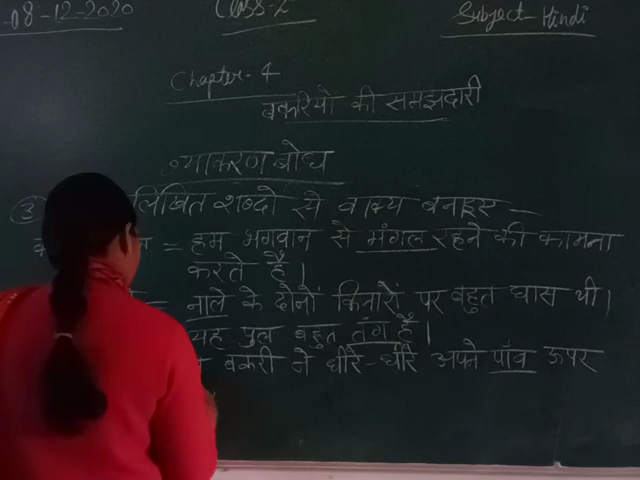 08-12-2020 Class-2 Subject-Hindi
Chapter-4
बकरियो की समझदारी
व्याकरण बोध
③ लिखित शब्दो से वाक्य बनाइए —
= हम भगवान से मंगल रहने की कामना
करते है।
= नाले के दोनों किनारों पर बहुत घास थी।
यह पुल बहुत तंग है।
बकरी ने धीरे-धीरे अपने पाँव ऊपर